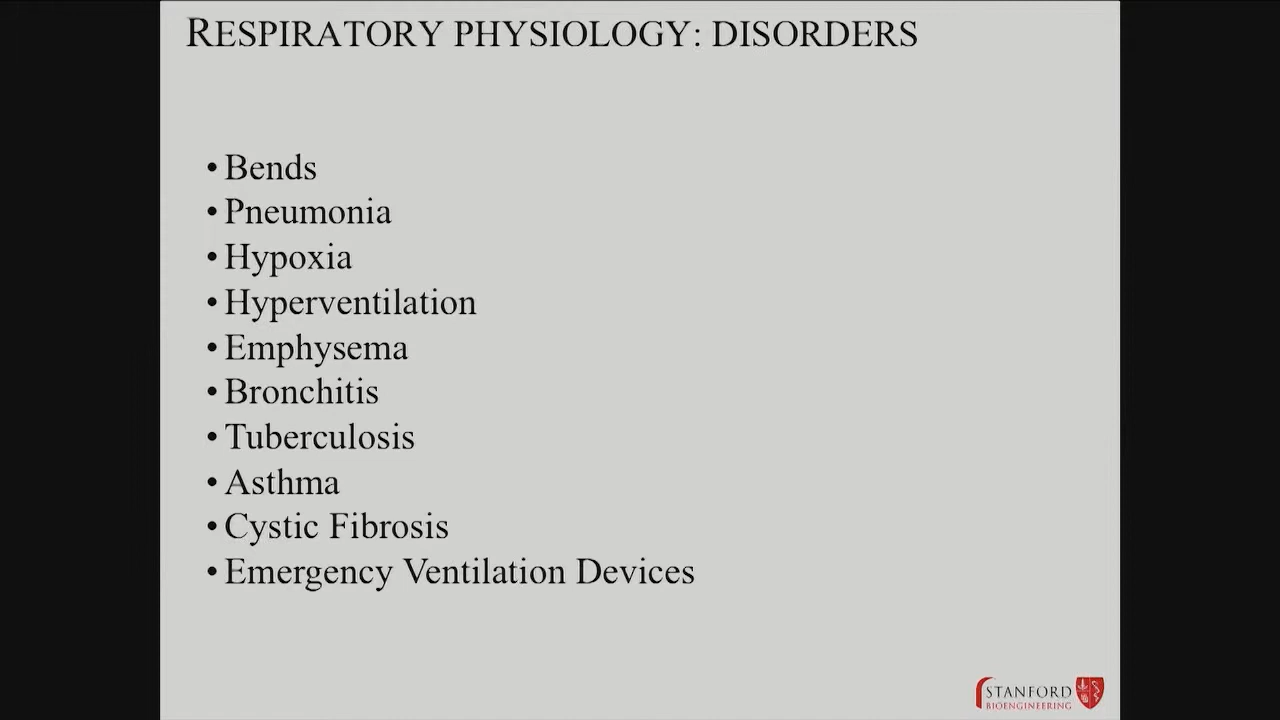 RESPIRATORY PHYSIOLOGY: DISORDERS
• Bends
• Pneumonia
• Hypoxia
• Hyperventilation
• Emphysema
• Bronchitis
• Tuberculosis
• Asthma
• Cystic Fibrosis
• Emergency Ventilation Devices
STANFORD
BIOENGINEERING